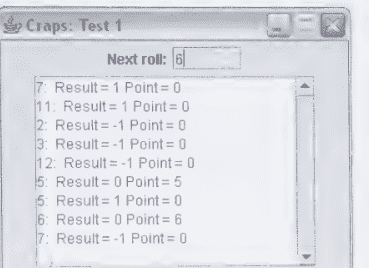 Craps: Test 1
Next roll: 6
7: Result= 1 Point= 0
11: Result= 1 Point= 0
2: Result= -1 Point= 0
3: Result= -1 Point= 0
12: Result= -1 Point= 0
5: Result= 0 Point= 5
5: Result= 1 Point= 0
6: Result= 0 Point= 6
7: Result= -1 Point= 0